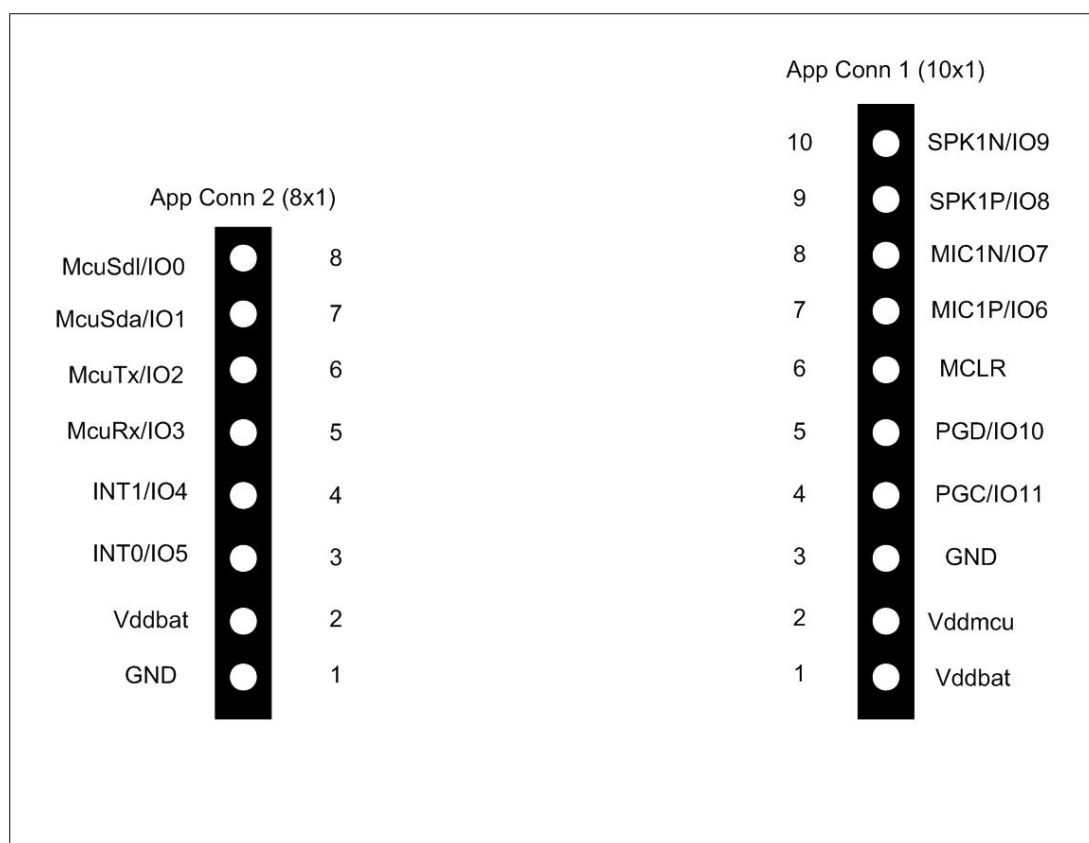 App Conn 2 (8x1)
McuSdl/IO0 8
McuSda/IO1 7
McuTx/IO2 6
McuRx/IO3 5
INT1/IO4 4
INT0/IO5 3
Vddbat 2
GND 1
App Conn 1 (10x1)
10 SPK1N/IO9
9 SPK1P/IO8
8 MIC1N/IO7
7 MIC1P/IO6
6 MCLR
5 PGD/IO10
4 PGC/IO11
3 GND
2 Vddmcu
1 Vddbat